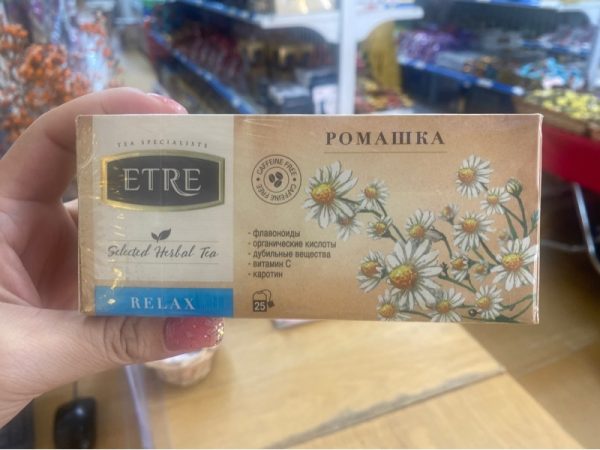 TEA SPECIALISTS
ETRE
Selected Herbal Tea
RELAX
РОМАШКА
CAFFEINE FREE • CAFFEINE FREE •
- флавоноиды
- органические кислоты
- дубильные вещества
- витамин С
- каротин
25